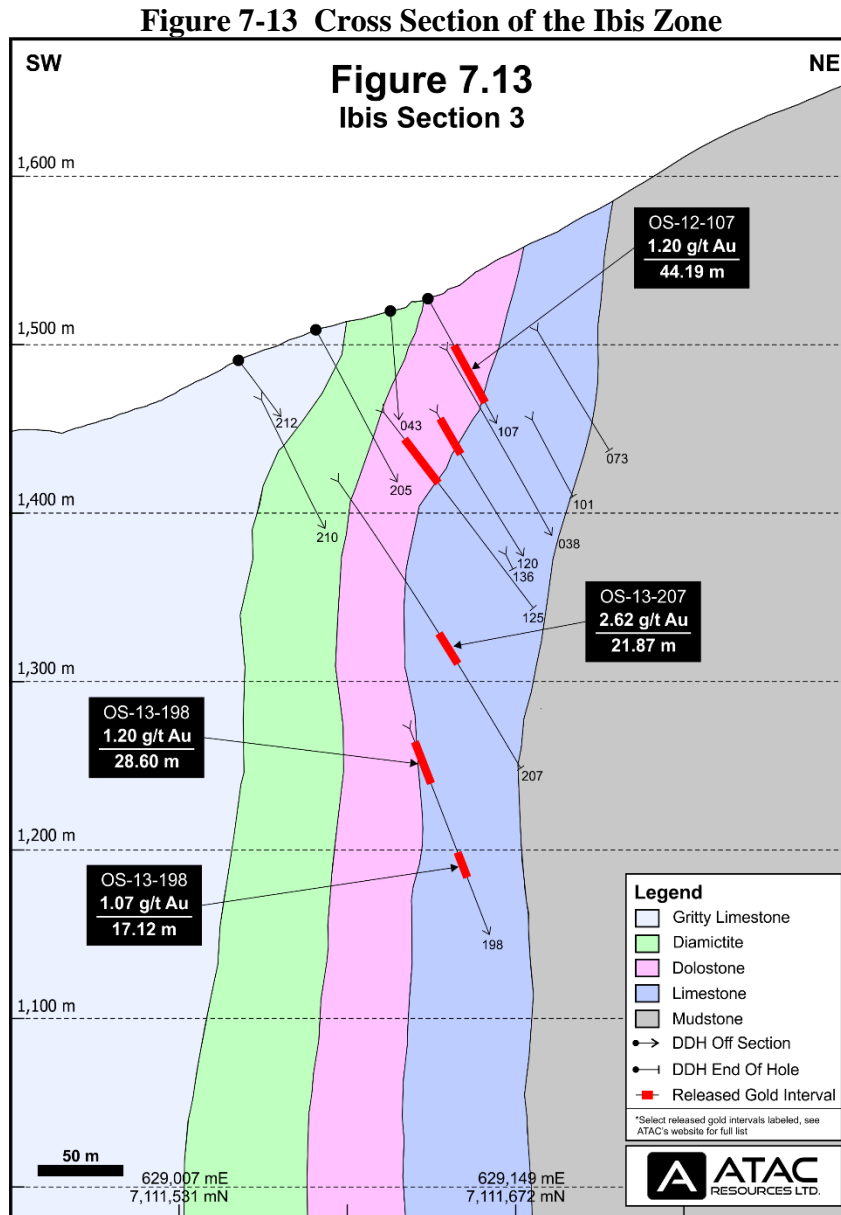 Figure 7-13  Cross Section of the Ibis Zone
SW
NE
Figure 7.13
Ibis Section 3
1,600 m
OS-12-107
1.20 g/t Au
44.19 m
1,500 m
212
043
107
073
205
1,400 m
101
210
038
120
136
125
OS-13-207
2.62 g/t Au
21.87 m
1,300 m
OS-13-198
1.20 g/t Au
28.60 m
207
1,200 m
OS-13-198
1.07 g/t Au
17.12 m
198
1,100 m
Legend
Gritty Limestone
Diamictite
Dolostone
Limestone
Mudstone
DDH Off Section
DDH End Of Hole
Released Gold Interval
*Select released gold intervals labeled, see
ATAC's website for full list
50 m
629,007 mE
7,111,531 mN
629,149 mE
7,111,672 mN
ATAC
RESOURCES LTD.